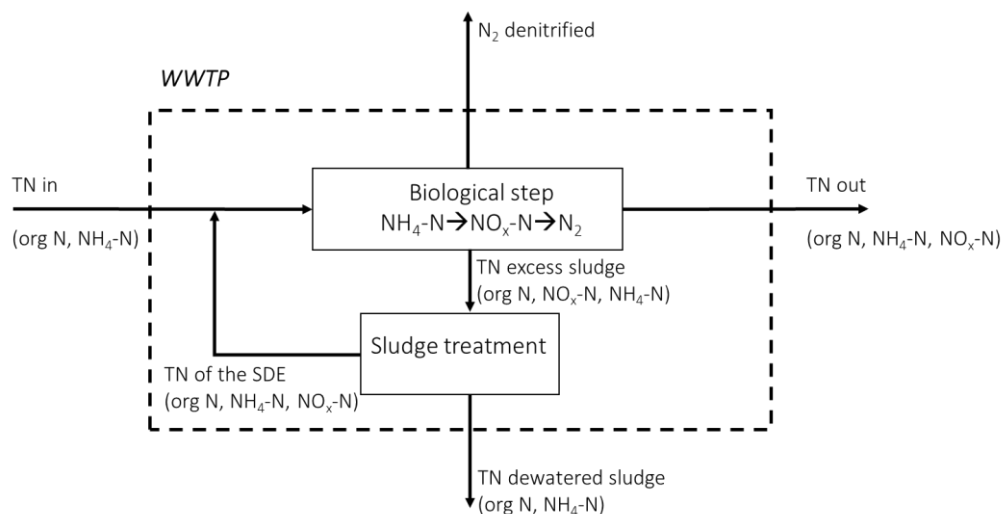 N₂ denitrified
WWTP
TN in
(org N, NH₄-N)
Biological step
NH₄-N→NOₓ-N→N₂
TN out
(org N, NH₄-N, NOₓ-N)
TN excess sludge
(org N, NOₓ-N, NH₄-N)
Sludge treatment
TN of the SDE
(org N, NH₄-N, NOₓ-N)
TN dewatered sludge
(org N, NH₄-N)